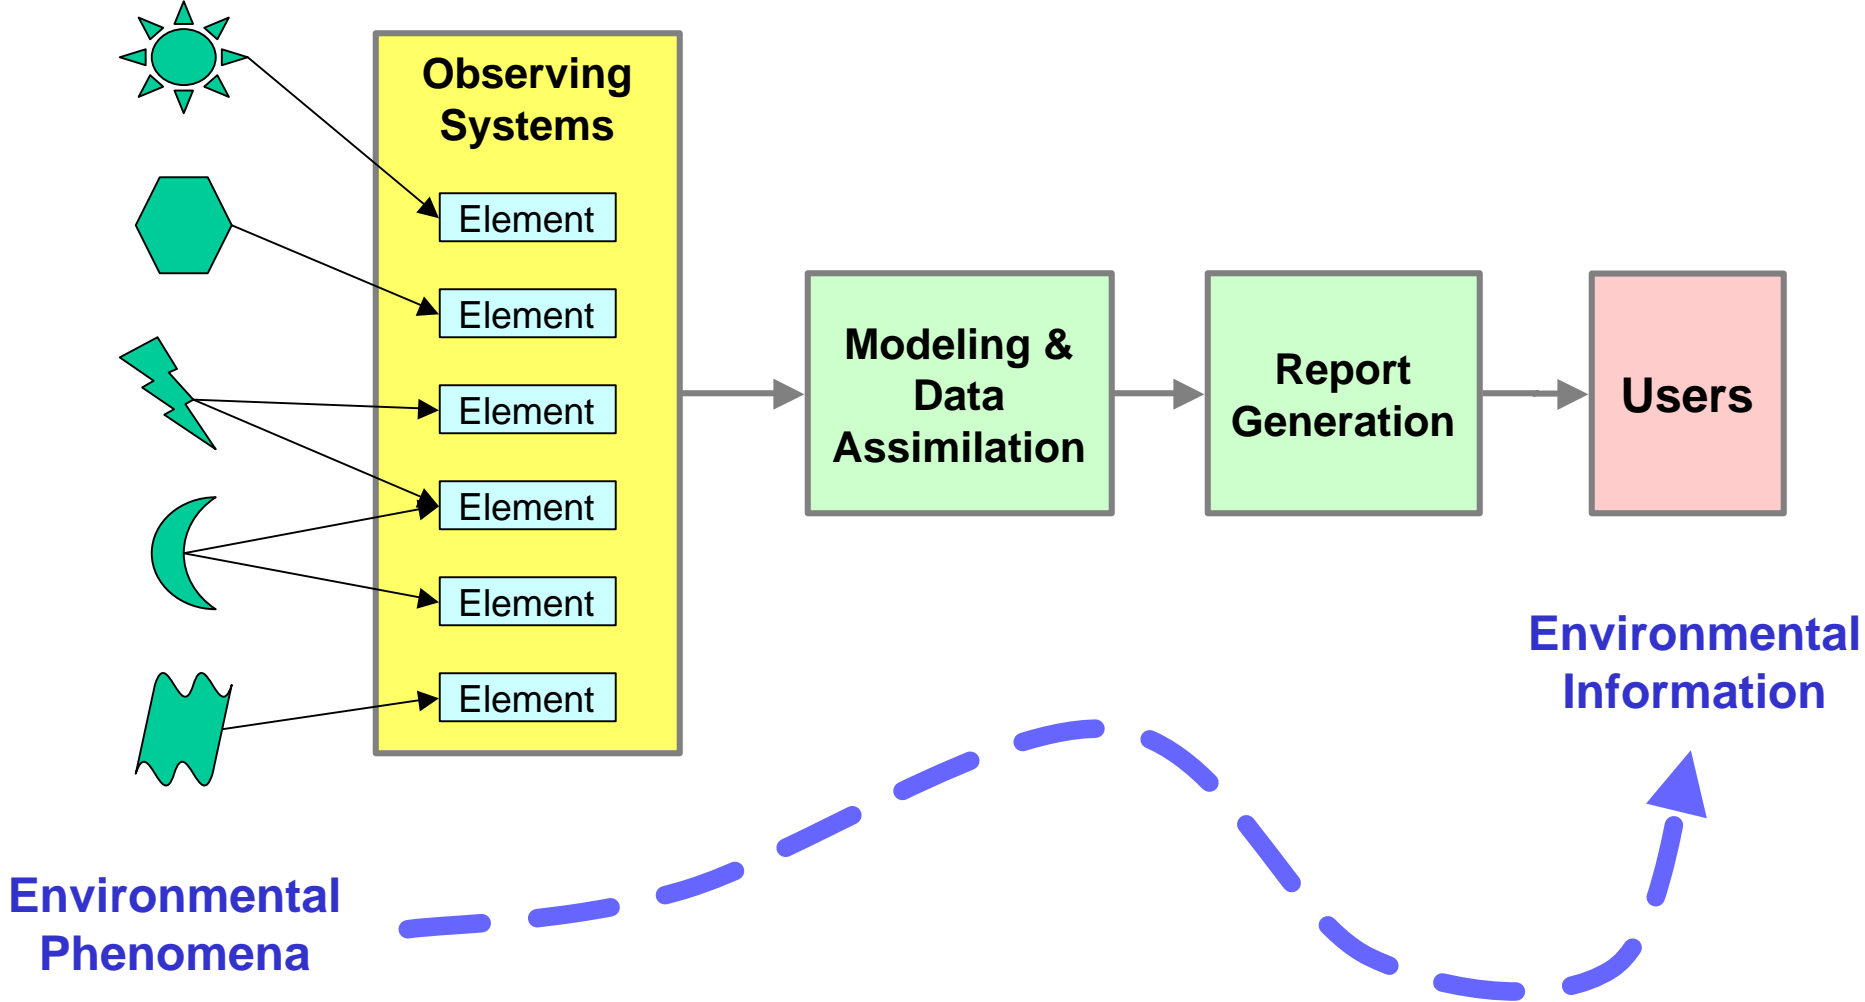 Observing
Systems
Element
Element
Element
Element
Element
Element
Modeling &
Data
Assimilation
Report
Generation
Users
Environmental
Information
Environmental
Phenomena